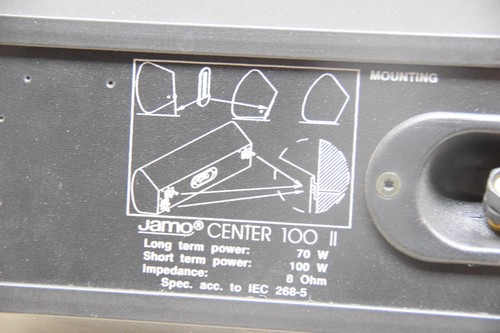 MOUNTING
Jamo® CENTER 100 II
Long term power: 70 W
Short term power: 100 W
Impedance: 8 Ohm
Spec. acc. to IEC 268-5